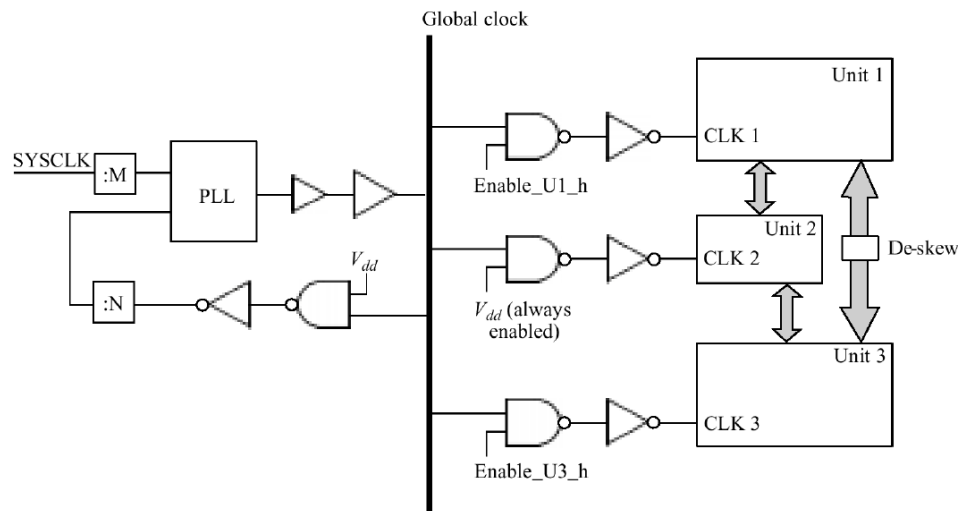 Global clock
Unit 1
CLK 1
SYSCLK
:M
PLL
Enable_U1_h
Unit 2
CLK 2
De-skew
Vdd
:N
Vdd (always
enabled)
Unit 3
CLK 3
Enable_U3_h